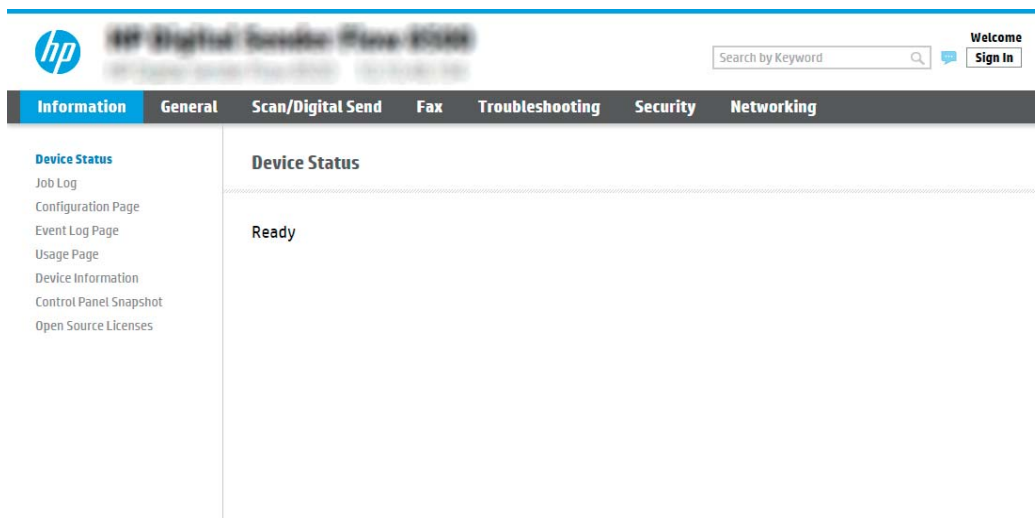 hp
Search by Keyword
Welcome
Sign In
Information General Scan/Digital Send Fax Troubleshooting Security Networking
Device Status
Job Log
Configuration Page
Event Log Page
Usage Page
Device Information
Control Panel Snapshot
Open Source Licenses
Device Status
Ready